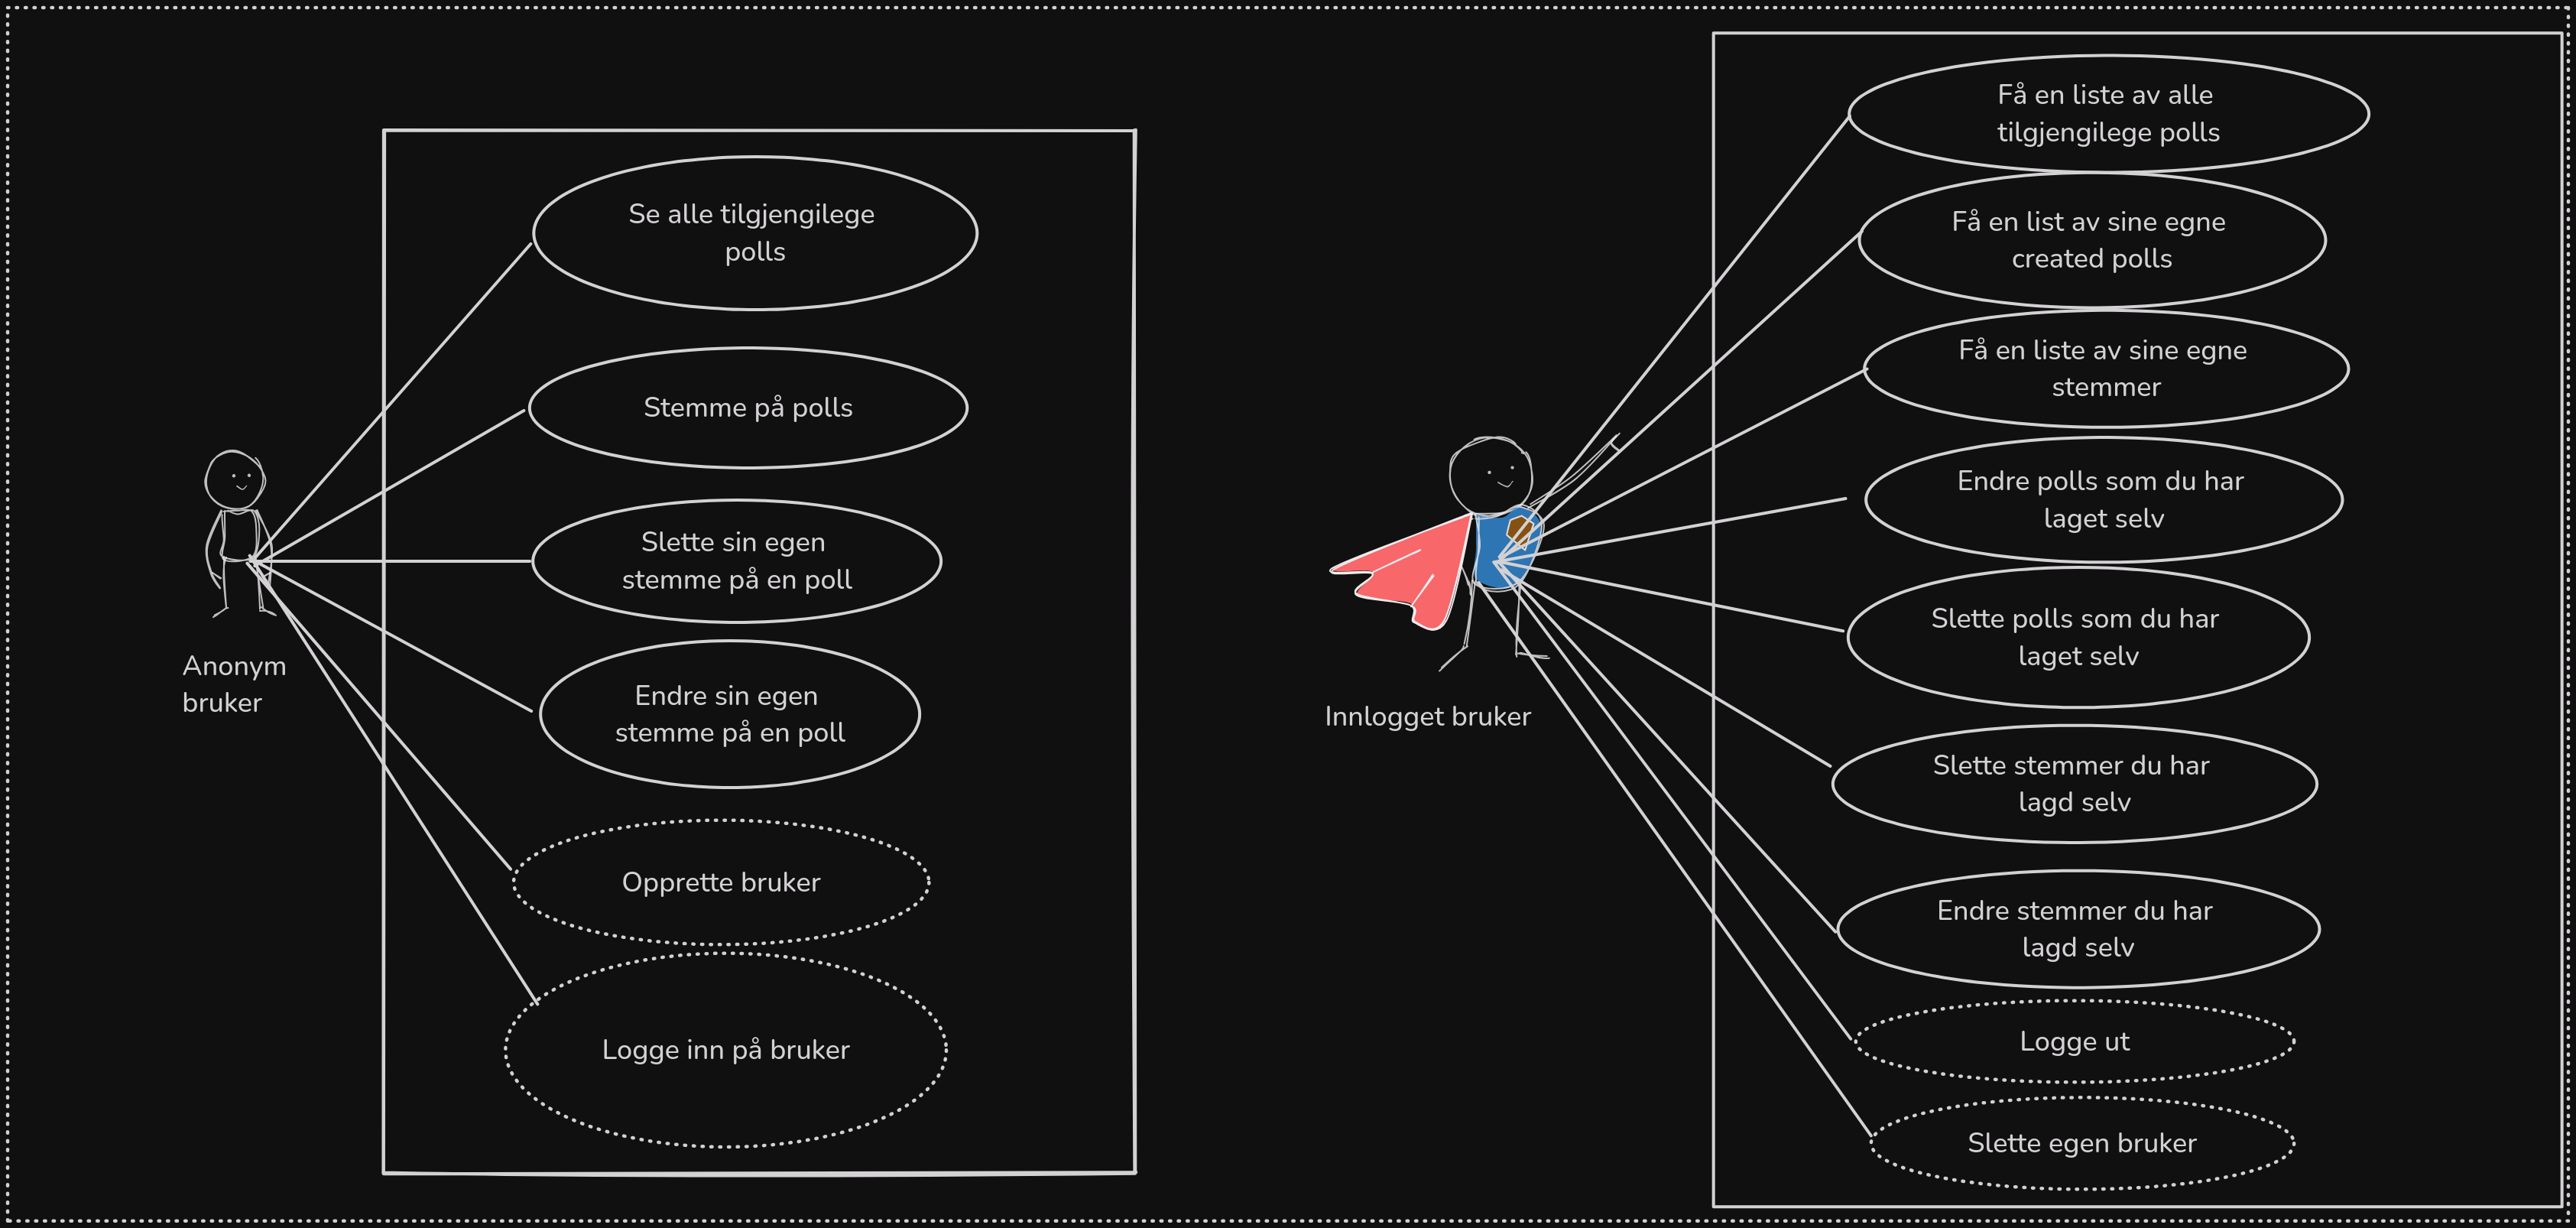 Se alle tilgjengilege
polls
Stemme på polls
Slette sin egen
stemme på en poll
Endre sin egen
stemme på en poll
Opprette bruker
Logge inn på bruker
Anonym
bruker
Få en liste av alle
tilgjengilege polls
Få en list av sine egne
created polls
Få en liste av sine egne
stemmer
Endre polls som du har
laget selv
Slette polls som du har
laget selv
Slette stemmer du har
lagd selv
Endre stemmer du har
lagd selv
Logge ut
Slette egen bruker
Innlogget bruker